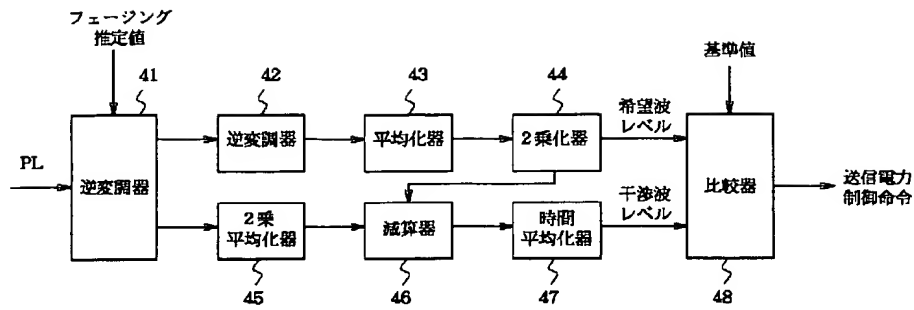 フェージング
推定値
基準値
41
42
43
44
希望波
レベル
逆変調器
平均化器
2乗化器
PL
逆変調器
比較器
送信電力
制御命令
干渉波
レベル
2乗
平均化器
減算器
時間
平均化器
45
46
47
48